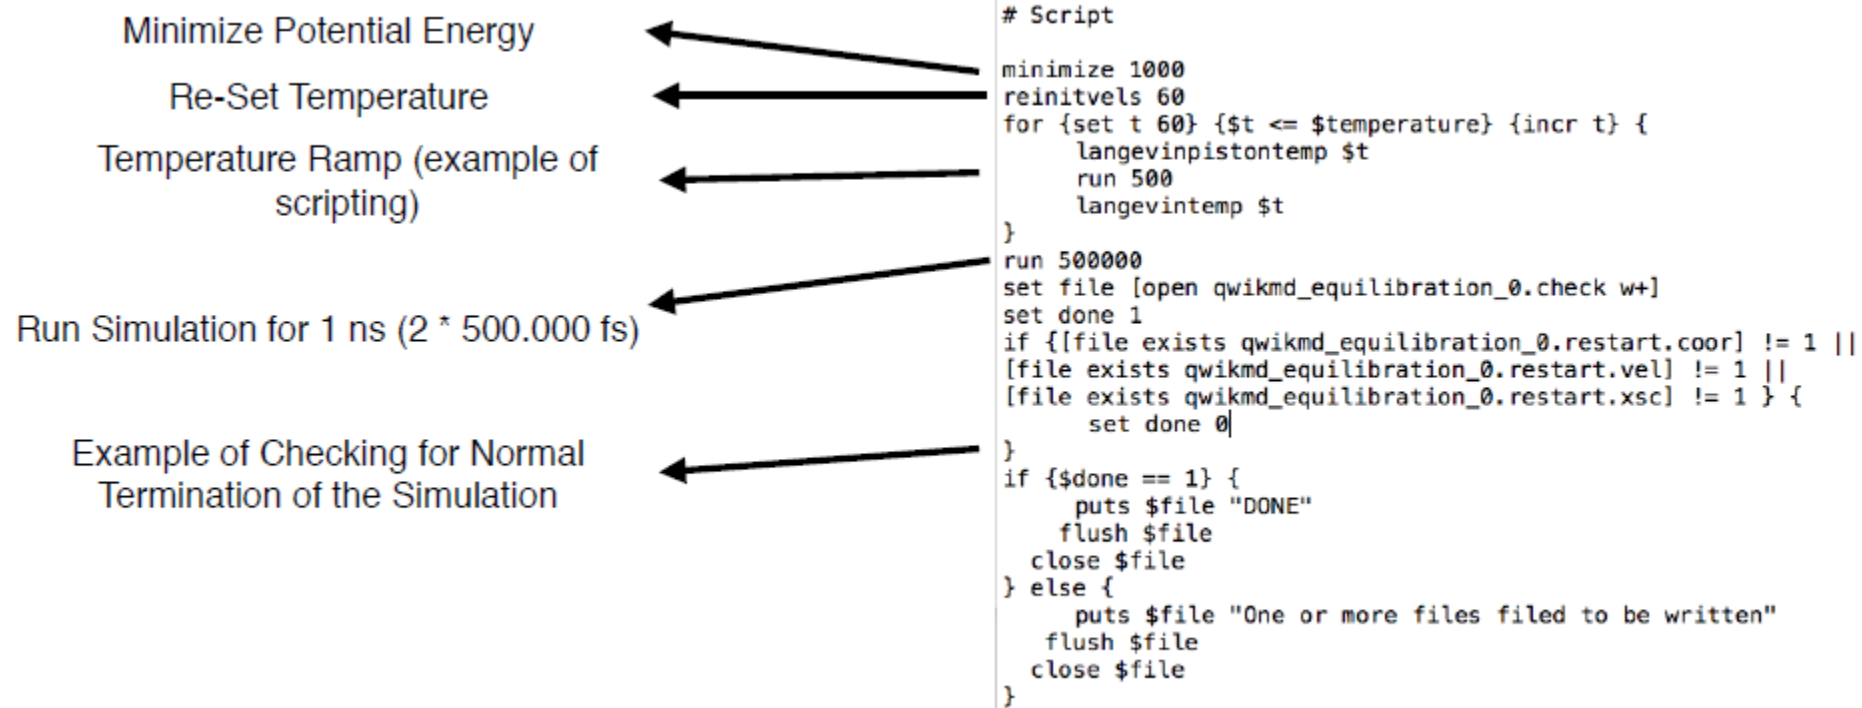 Minimize Potential Energy
Re-Set Temperature
Temperature Ramp (example of
scripting)
Run Simulation for 1 ns (2 * 500.000 fs)
Example of Checking for Normal
Termination of the Simulation
# Script
minimize 1000
reinitvels 60
for {set t 60} {$t <= $temperature} {incr t} {
langevinpistontemp $t
run 500
langevintemp $t
}
run 500000
set file [open qwikmd_equilibration_0.check w+]
set done 1
if {[file exists qwikmd_equilibration_0.restart.coor] != 1 ||
[file exists qwikmd_equilibration_0.restart.vel] != 1 ||
[file exists qwikmd_equilibration_0.restart.xsc] != 1 } {
set done 0
}
if {$done == 1} {
puts $file "DONE"
flush $file
close $file
} else {
puts $file "One or more files filed to be written"
flush $file
close $file
}